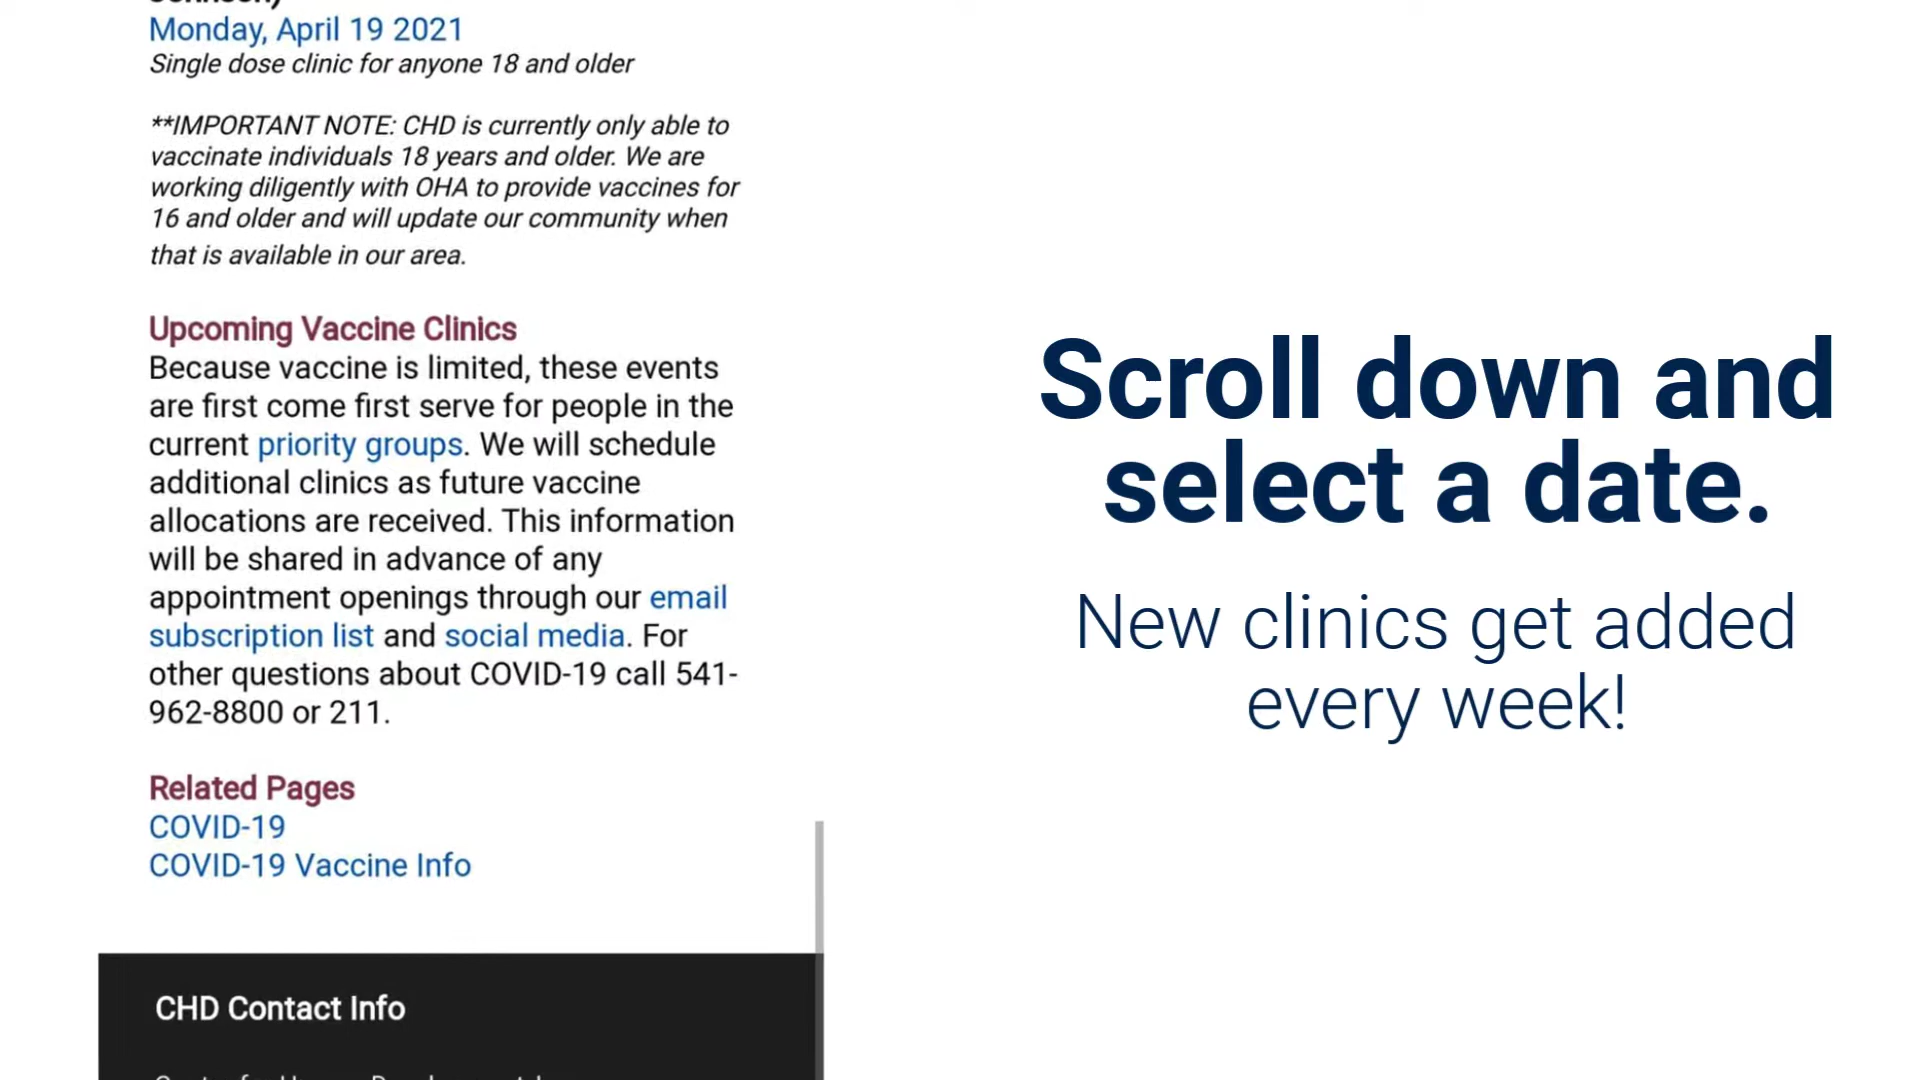 Monday, April 19 2021
Single dose clinic for anyone 18 and older
**IMPORTANT NOTE: CHD is currently only able to
vaccinate individuals 18 years and older. We are
working diligently with OHA to provide vaccines for
16 and older and will update our community when
that is available in our area.
Upcoming Vaccine Clinics
Because vaccine is limited, these events
are first come first serve for people in the
current priority groups. We will schedule
additional clinics as future vaccine
allocations are received. This information
will be shared in advance of any
appointment openings through our email
subscription list and social media. For
other questions about COVID-19 call 541-
962-8800 or 211.
Related Pages
COVID-19
COVID-19 Vaccine Info
CHD Contact Info
Scroll down and
select a date.
New clinics get added
every week!